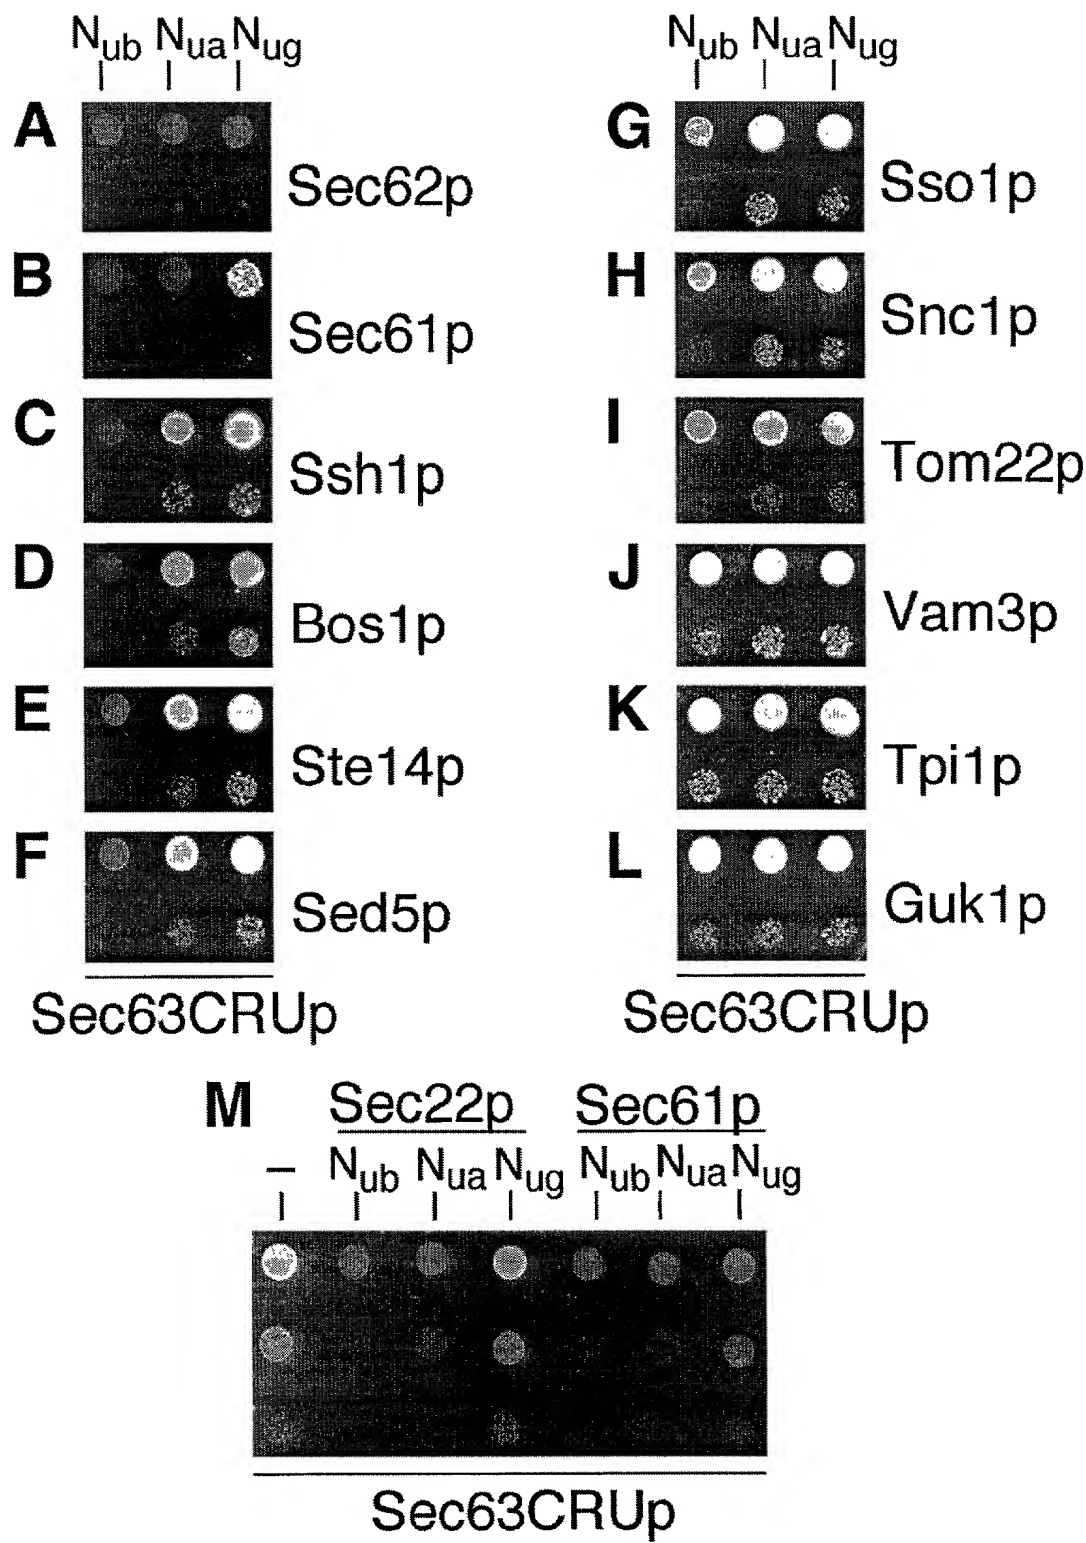 Nub Nua Nug
A Sec62p
B Sec61p
C Ssh1p
D Bos1p
E Ste14p
F Sed5p
Sec63CRUp
Nub Nua Nug
G Sso1p
H Snc1p
I Tom22p
J Vam3p
K Tpi1p
L Guk1p
Sec63CRUp
M Sec22p Sec61p
– Nub Nua Nug Nub Nua Nug
Sec63CRUp